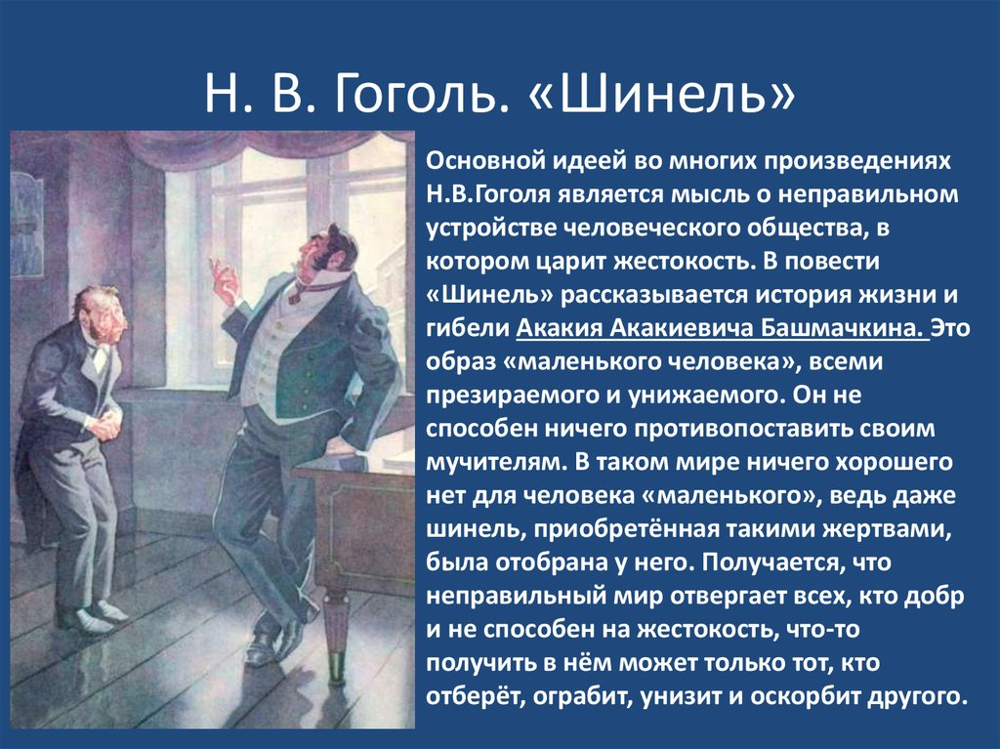 Н. В. Гоголь. «Шинель»
Основной идеей во многих произведениях
Н.В.Гоголя является мысль о неправильном
устройстве человеческого общества, в
котором царит жестокость. В повести
«Шинель» рассказывается история жизни и
гибели Акакия Акакиевича Башмачкина. Это
образ «маленького человека», всеми
презираемого и унижаемого. Он не
способен ничего противопоставить своим
мучителям. В таком мире ничего хорошего
нет для человека «маленького», ведь даже
шинель, приобретённая такими жертвами,
была отобрана у него. Получается, что
неправильный мир отвергает всех, кто добр
и не способен на жестокость, что-то
получить в нём может только тот, кто
отберёт, ограбит, унизит и оскорбит другого.